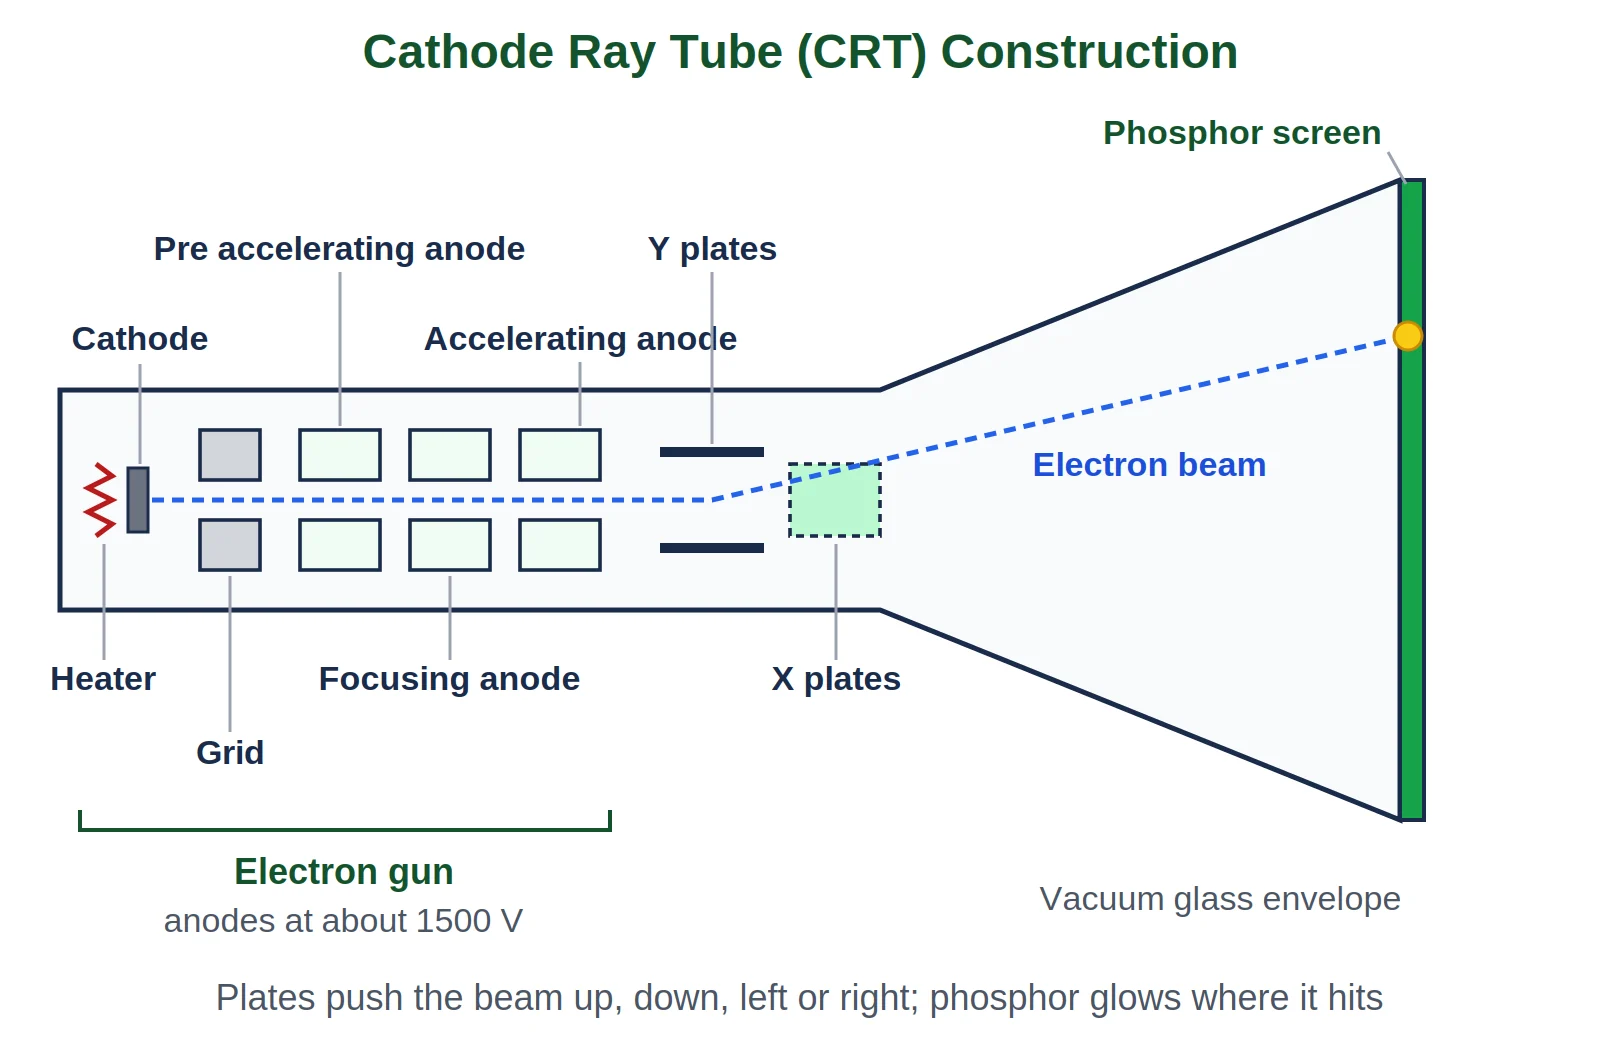 Cathode Ray Tube (CRT) Construction
Phosphor screen
Pre accelerating anode
Y plates
Cathode
Accelerating anode
Electron beam
Heater
Focusing anode
X plates
Grid
Electron gun
anodes at about 1500 V
Vacuum glass envelope
Plates push the beam up, down, left or right; phosphor glows where it hits